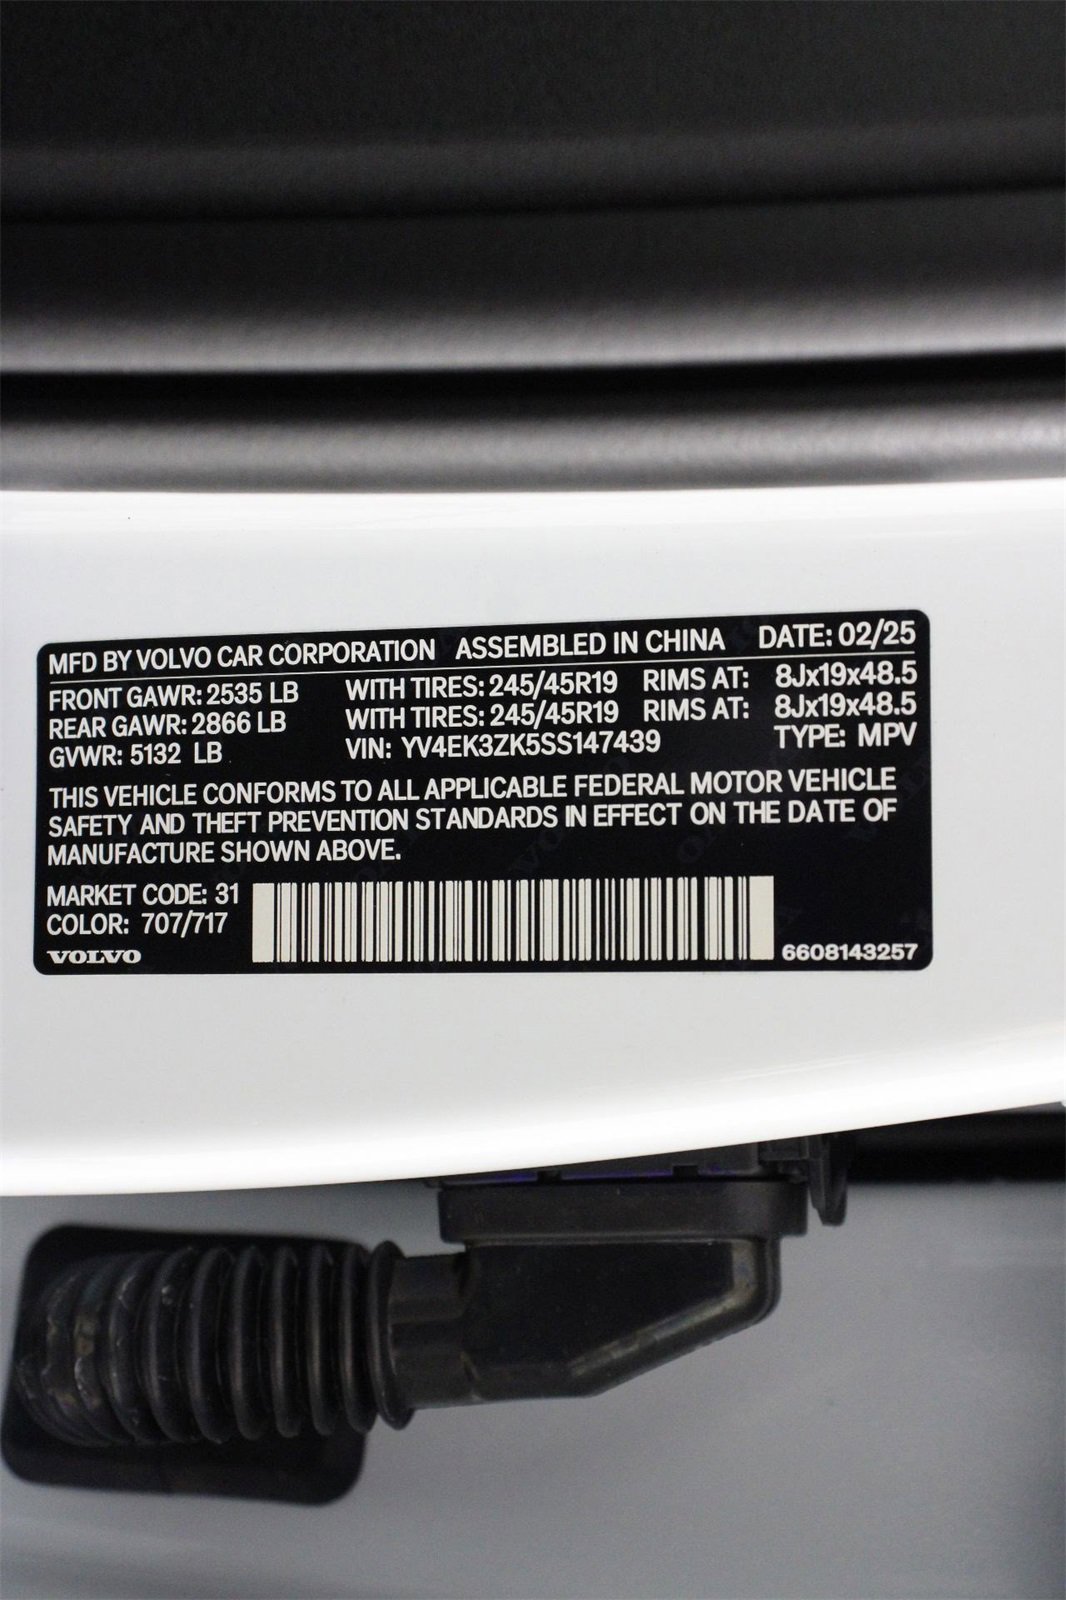 MFD BY VOLVO CAR CORPORATION ASSEMBLED IN CHINA DATE: 02/25
FRONT GAWR: 2535 LB WITH TIRES: 245/45R19 RIMS AT: 8Jx19x48.5
REAR GAWR: 2866 LB WITH TIRES: 245/45R19 RIMS AT: 8Jx19x48.5
GVWR: 5132 LB VIN: YV4EK3ZK5SS147439 TYPE: MPV
THIS VEHICLE CONFORMS TO ALL APPLICABLE FEDERAL MOTOR VEHICLE
SAFETY AND THEFT PREVENTION STANDARDS IN EFFECT ON THE DATE OF
MANUFACTURE SHOWN ABOVE.
MARKET CODE: 31
COLOR: 707/717
VOLVO 6608143257